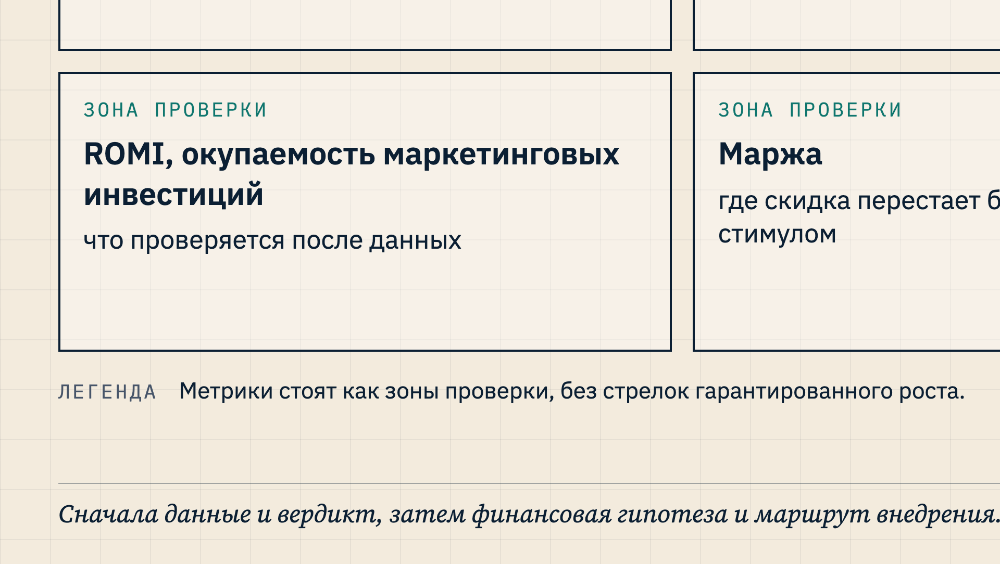 ЗОНА ПРОВЕРКИ
ROMI, окупаемость маркетинговых
инвестиций
что проверяется после данных
ЗОНА ПРОВЕРКИ
Маржа
где скидка перестает
стимулом
ЛЕГЕНДА Метрики стоят как зоны проверки, без стрелок гарантированного роста.
Сначала данные и вердикт, затем финансовая гипотеза и маршрут внедрения.